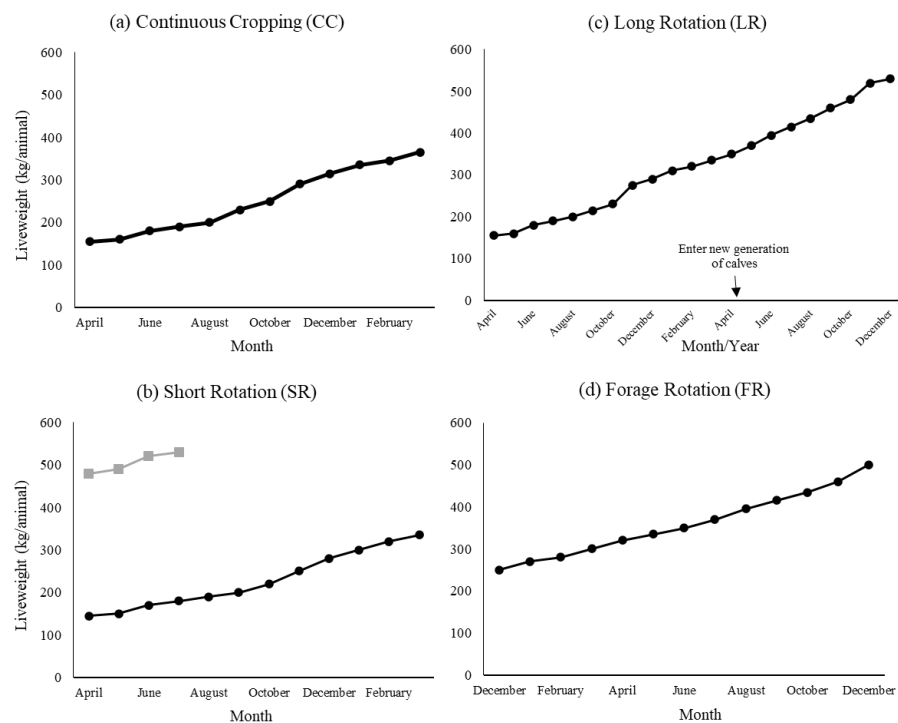 (a) Continuous Cropping (CC)
600
500
400
300
200
100
0
Liveweight (kg/animal)
April June August October December February
Month
(c) Long Rotation (LR)
600
500
400
300
200
100
0
Enter new generation
of calves
April June August October December February April June August October December
Month/Year
(b) Short Rotation (SR)
600
500
400
300
200
100
0
Liveweight (kg/animal)
April June August October December February
Month
(d) Forage Rotation (FR)
600
500
400
300
200
100
0
December February April June August October December
Month